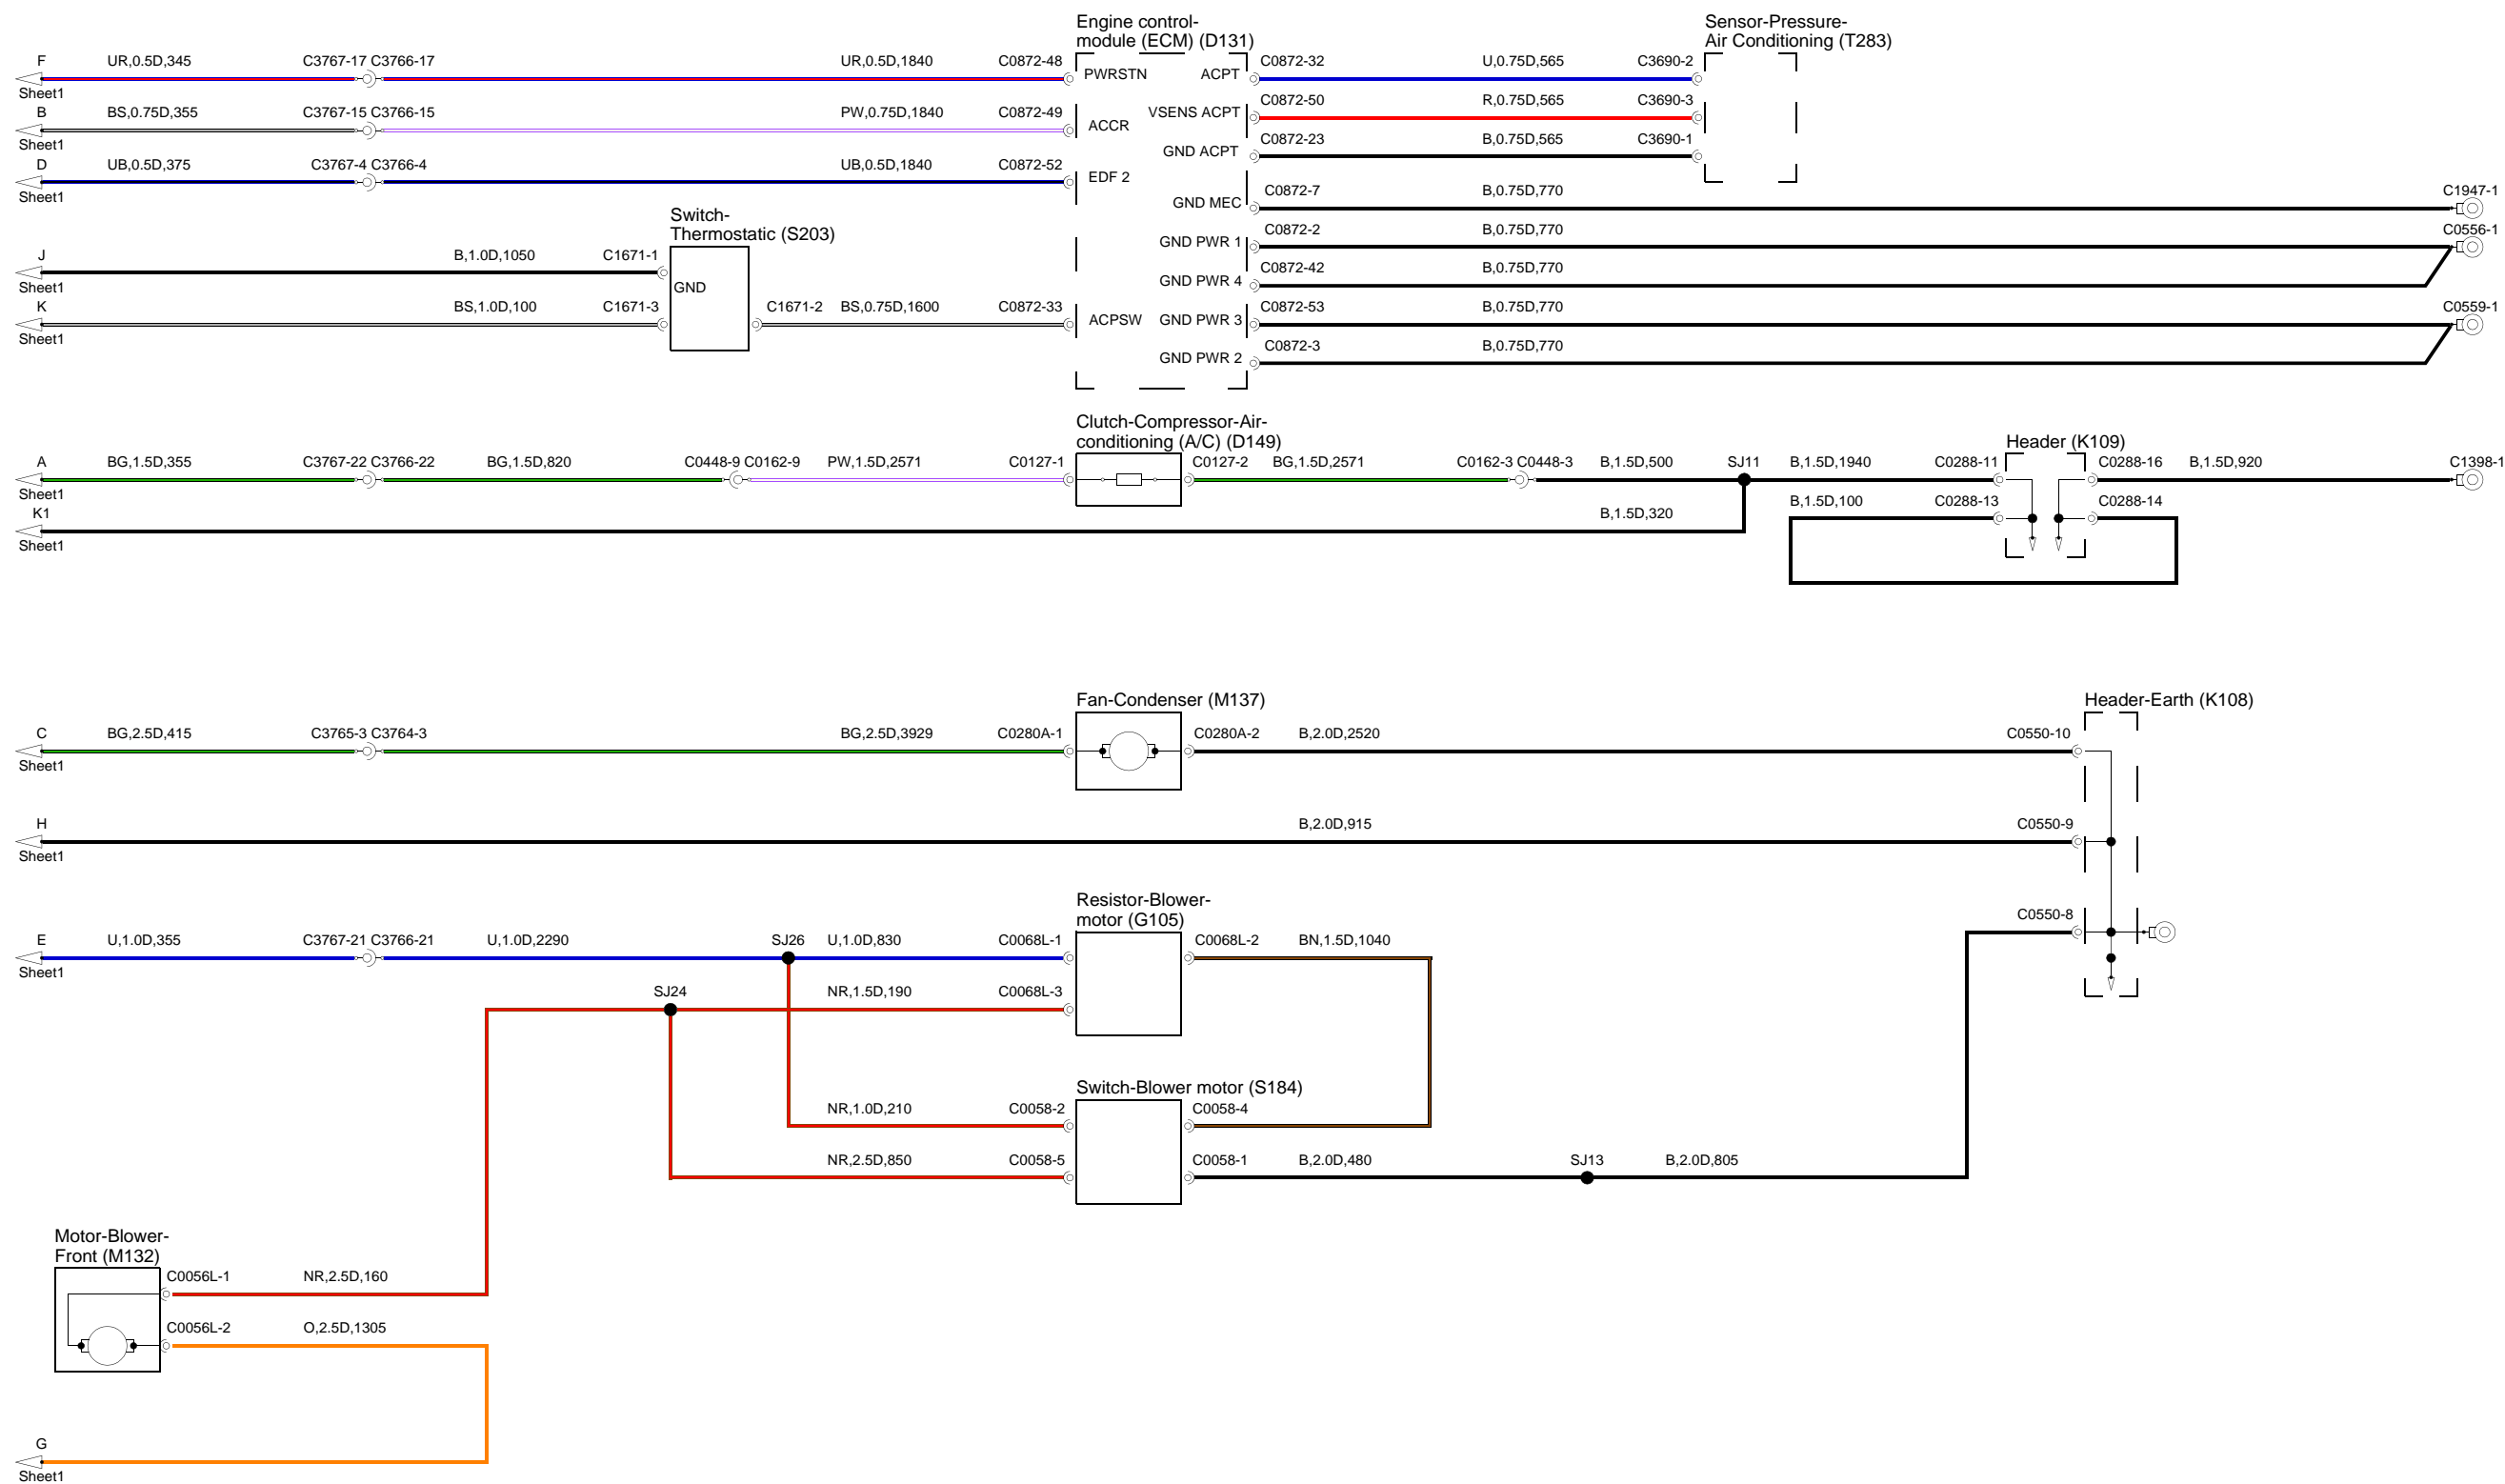 Engine control-
module (ECM) (D131)
Sensor-Pressure-
Air Conditioning (T283)
F UR,0.5D,345 C3767-17 C3766-17 UR,0.5D,1840 C0872-48 PWRSTN ACPT C0872-32 U,0.75D,565 C3690-2
Sheet1
B BS,0.75D,355 C3767-15 C3766-15 PW,0.75D,1840 C0872-49 ACCR VSENS ACPT C0872-50 R,0.75D,565 C3690-3
Sheet1
GND ACPT C0872-23 B,0.75D,565 C3690-1
D UB,0.5D,375 C3767-4 C3766-4 UB,0.5D,1840 C0872-52 EDF 2
Sheet1
GND MEC C0872-7 B,0.75D,770 C1947-1
Switch-
Thermostatic (S203)
GND PWR 1 C0872-2 B,0.75D,770 C0556-1
J B,1.0D,1050 C1671-1
Sheet1
GND
GND PWR 4 C0872-42 B,0.75D,770
K BS,1.0D,100 C1671-3 C1671-2 BS,0.75D,1600 C0872-33 ACPSW GND PWR 3 C0872-53 B,0.75D,770 C0559-1
Sheet1
GND PWR 2 C0872-3 B,0.75D,770
Clutch-Compressor-Air-
conditioning (A/C) (D149)
Header (K109)
A BG,1.5D,355 C3767-22 C3766-22 BG,1.5D,820 C0448-9 C0162-9 PW,1.5D,2571 C0127-1 C0127-2 BG,1.5D,2571 C0162-3 C0448-3 B,1.5D,500 SJ11 B,1.5D,1940 C0288-11 C0288-16 B,1.5D,920 C1398-1
Sheet1
B,1.5D,100 C0288-13 C0288-14
K1 B,1.5D,320
Sheet1
Fan-Condenser (M137)
Header-Earth (K108)
C BG,2.5D,415 C3765-3 C3764-3 BG,2.5D,3929 C0280A-1 C0280A-2 B,2.0D,2520 C0550-10
Sheet1
H B,2.0D,915 C0550-9
Sheet1
Resistor-Blower-
motor (G105)
C0550-8
E U,1.0D,355 C3767-21 C3766-21 U,1.0D,2290 SJ26 U,1.0D,830 C0068L-1 C0068L-2 BN,1.5D,1040
Sheet1
SJ24 NR,1.5D,190 C0068L-3
Switch-Blower motor (S184)
NR,1.0D,210 C0058-2 C0058-4
NR,2.5D,850 C0058-5 C0058-1 B,2.0D,480 SJ13 B,2.0D,805
Motor-Blower-
Front (M132)
C0056L-1 NR,2.5D,160
C0056L-2 O,2.5D,1305
G
Sheet1